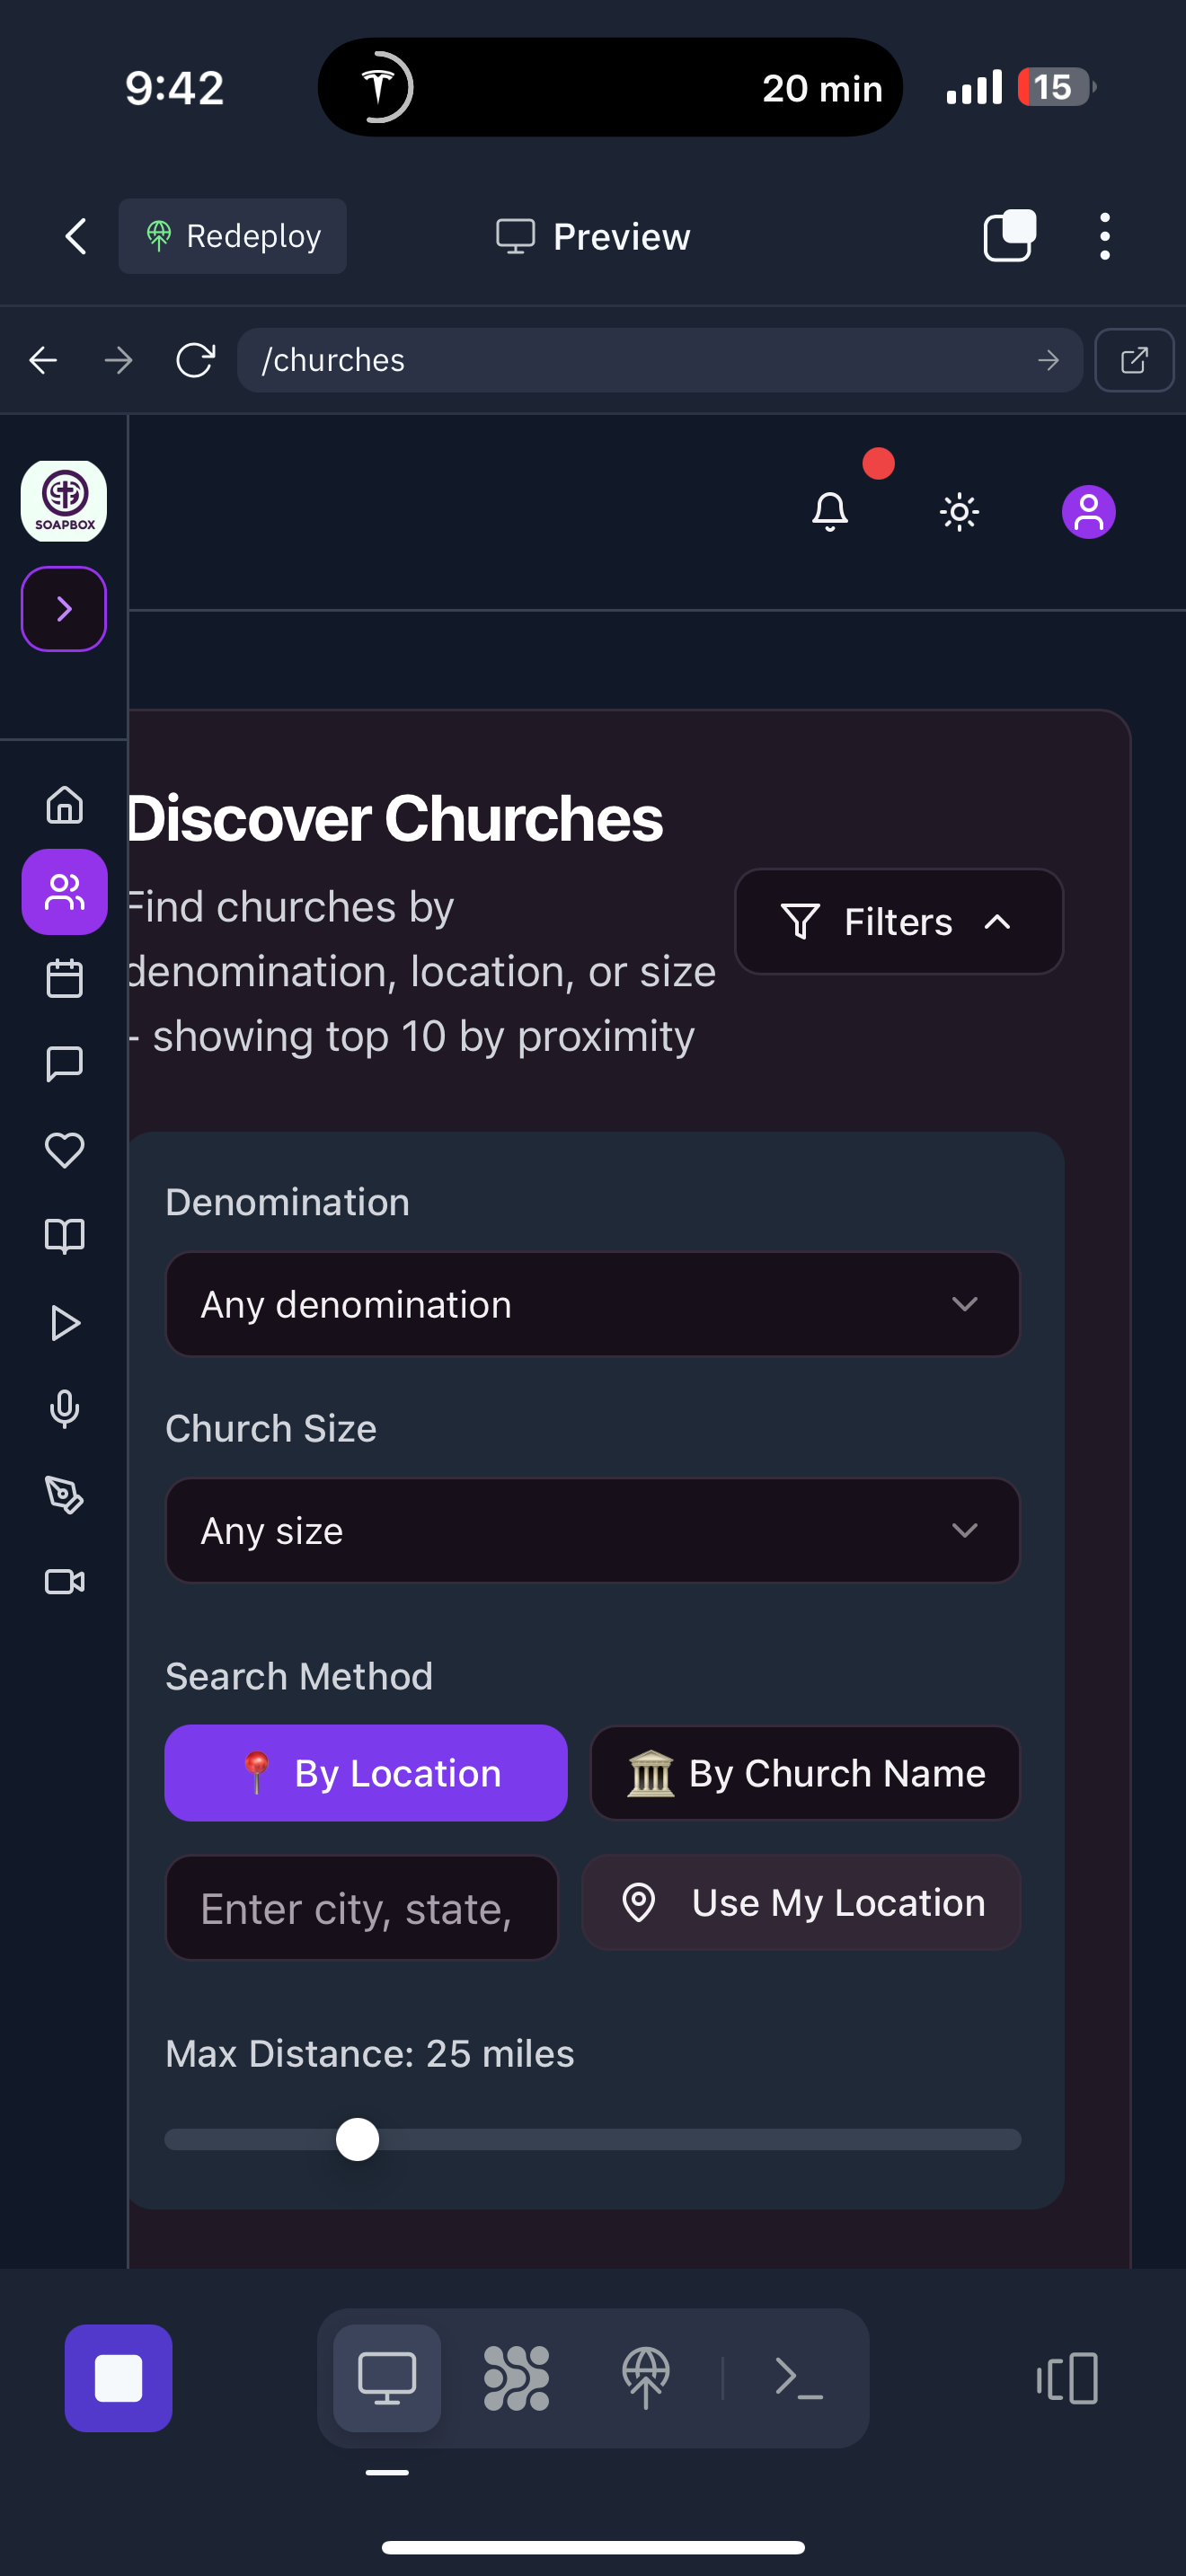 9:42
20 min
15
Redeploy
Preview
/churches
SOAPBOX
Discover Churches
Find churches by
denomination, location, or size
- showing top 10 by proximity
Filters
Denomination
Any denomination
Church Size
Any size
Search Method
By Location
By Church Name
Enter city, state,
Use My Location
Max Distance: 25 miles